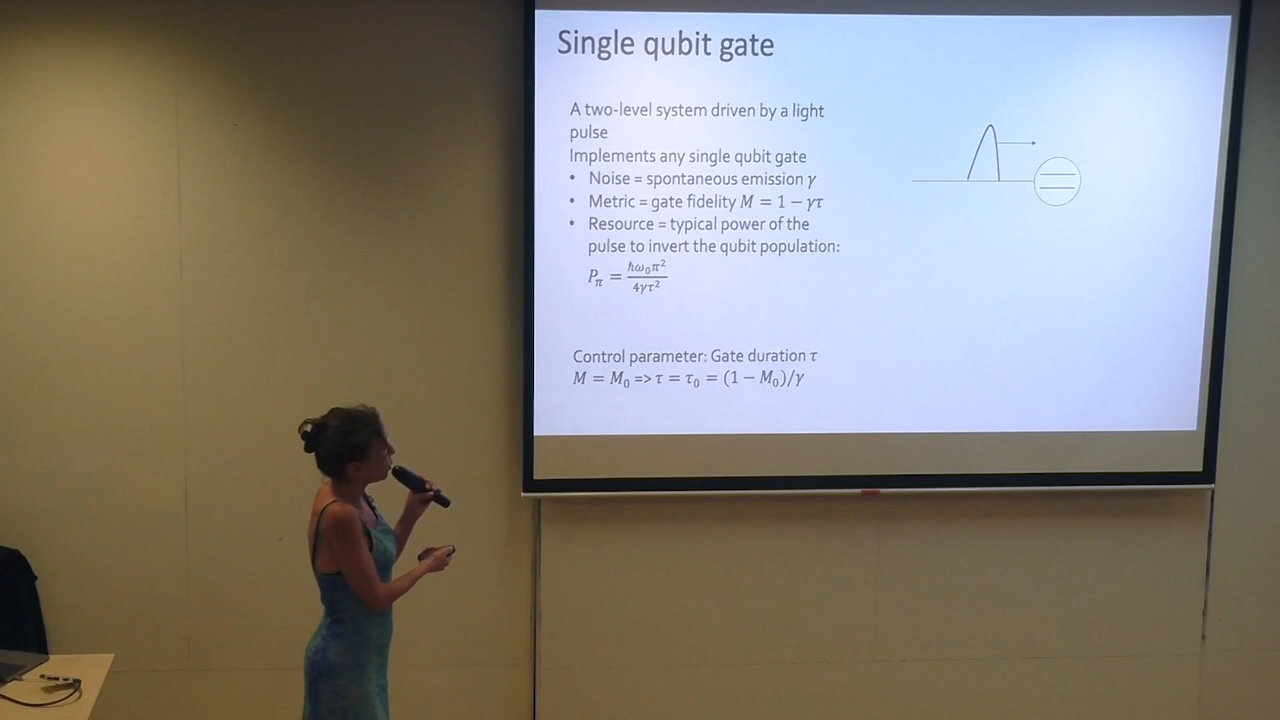 Single qubit gate
A two-level system driven by a light
pulse
Implements any single qubit gate
• Noise = spontaneous emission γ
• Metric = gate fidelity M = 1 − γτ
• Resource = typical power of the
pulse to invert the qubit population:
P_π = ℏω₀π² / 4γτ²
Control parameter: Gate duration τ
M = M₀ => τ = τ₀ = (1 − M₀)/γ